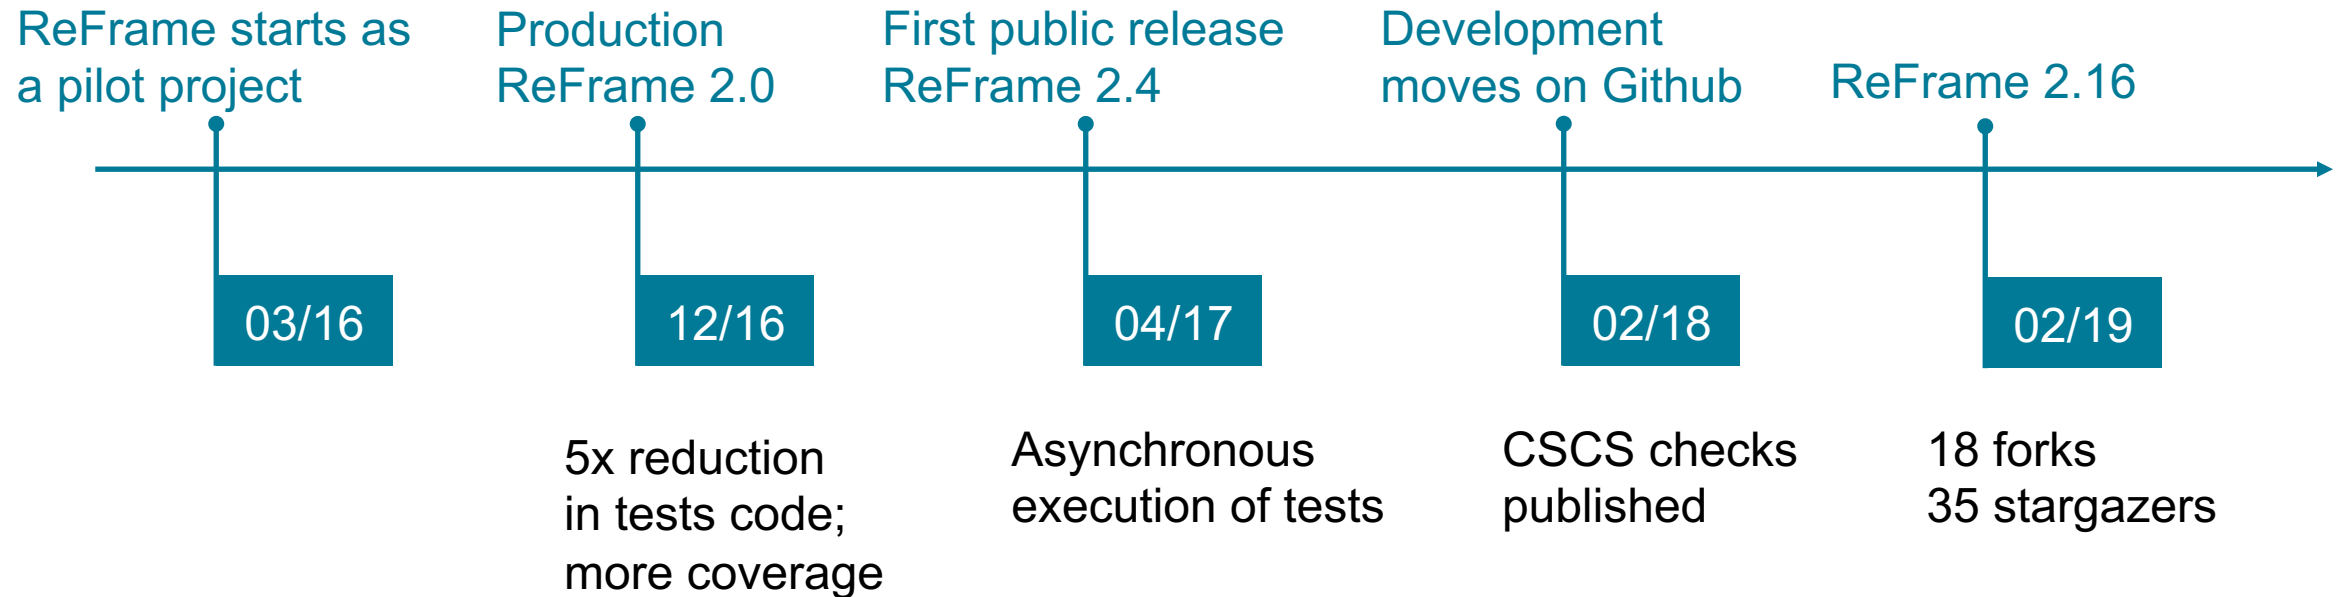 ReFrame starts as
a pilot project
Production
ReFrame 2.0
First public release
ReFrame 2.4
Development
moves on Github
ReFrame 2.16
03/16
12/16
04/17
02/18
02/19
5x reduction
in tests code;
more coverage
Asynchronous
execution of tests
CSCS checks
published
18 forks
35 stargazers